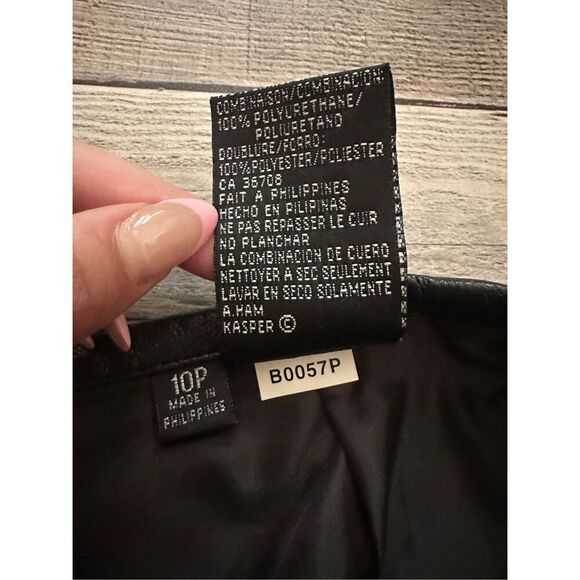 COMBINAISON/COMBINACION:
100% POLYURETHANE/
POLIURETANO
DOUBLURE/FORRO:
100%POLYESTER/POLIESTER
CA 36708
FAIT A PHILIPPINES
HECHO EN PILIPINAS
NE PAS REPASSER LE CUIR
NO PLANCHAR
LA COMBINACION DE CUERO
NETTOYER A SEC SEULEMENT
LAVAR EN SECO SOLAMENTE
A.HAM
KASPER ©
B0057P
10P
MADE IN
PHILIPPINES